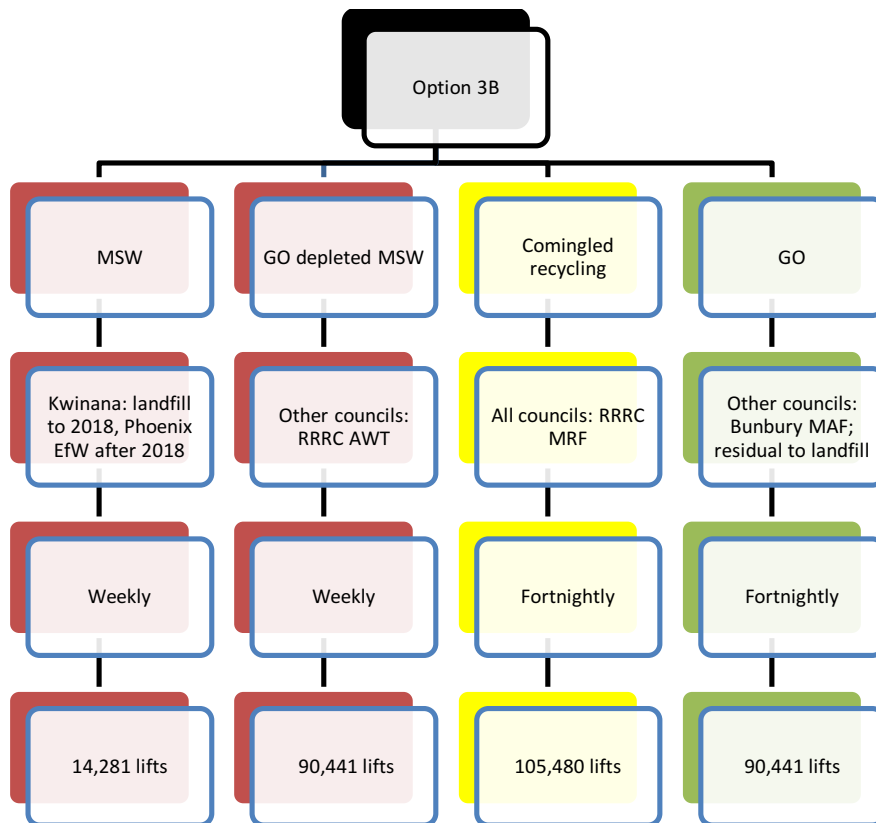 Option 3B
MSW
GO depleted MSW
Comingled
recycling
GO
Kwinana: landfill
to 2018, Phoenix
EfW after 2018
Other councils:
RRRC AWT
All councils: RRRC
MRF
Other councils:
Bunbury MAF;
residual to landfill
Weekly
Weekly
Fortnightly
Fortnightly
14,281 lifts
90,441 lifts
105,480 lifts
90,441 lifts